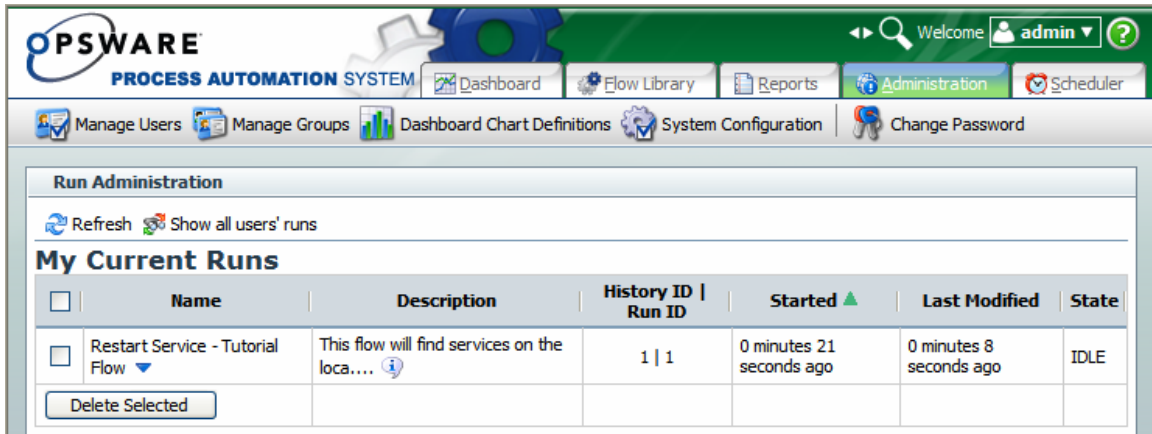 OPSWARE
PROCESS AUTOMATION SYSTEM
Welcome admin ?
Dashboard Flow Library Reports Administration Scheduler
Manage Users Manage Groups Dashboard Chart Definitions System Configuration Change Password
Run Administration
Refresh Show all users' runs
My Current Runs
Name Description History ID | Run ID Started Last Modified State
Restart Service - Tutorial Flow This flow will find services on the loca.... i 1 | 1 0 minutes 21 seconds ago 0 minutes 8 seconds ago IDLE
Delete Selected